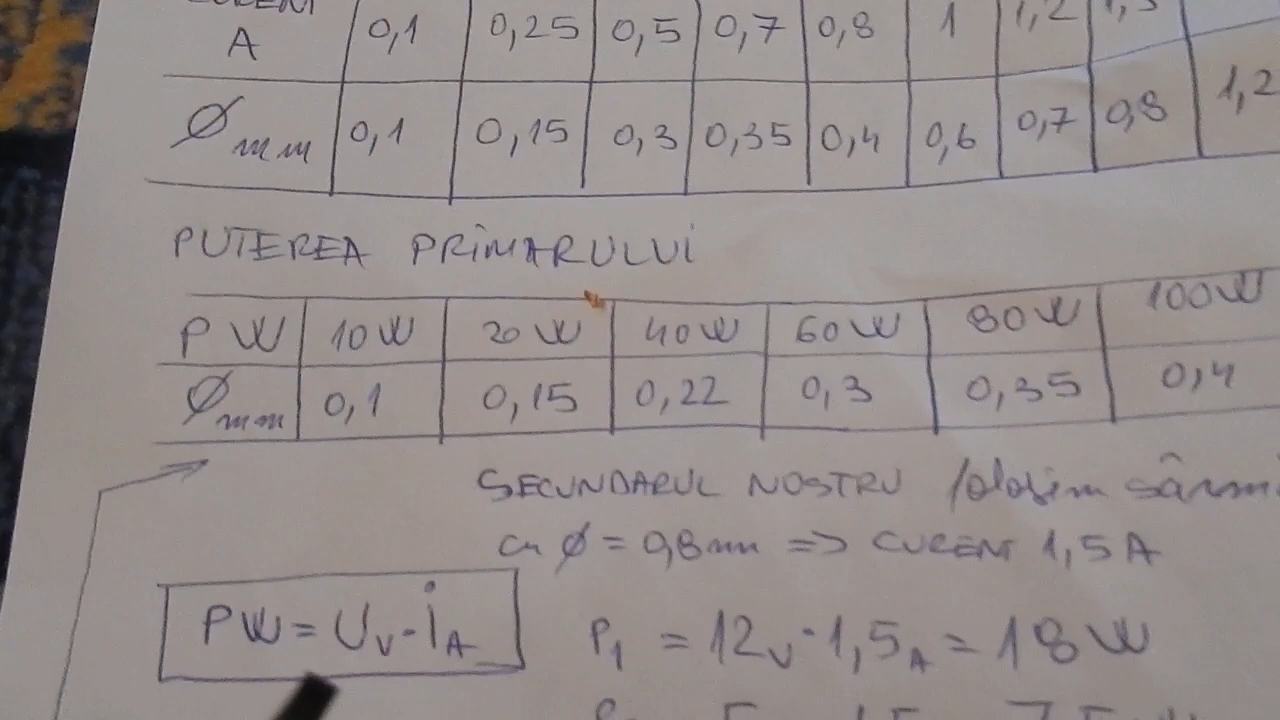 A 0,1 0,25 0,5 0,7 0,8 1 1,2
Ømm 0,1 0,15 0,3 0,35 0,4 0,6 0,7 0,8 1,2
PUTEREA PRIMARULUI
P W 10W 20W 40W 60W 80W 100W
Ømm 0,1 0,15 0,22 0,3 0,35 0,4
SECUNDARUL NOSTRU folosim
cu Ø = 0,8mm => CURENT 1,5A
PW = UV · IA
P1 = 12V · 1,5A = 18W